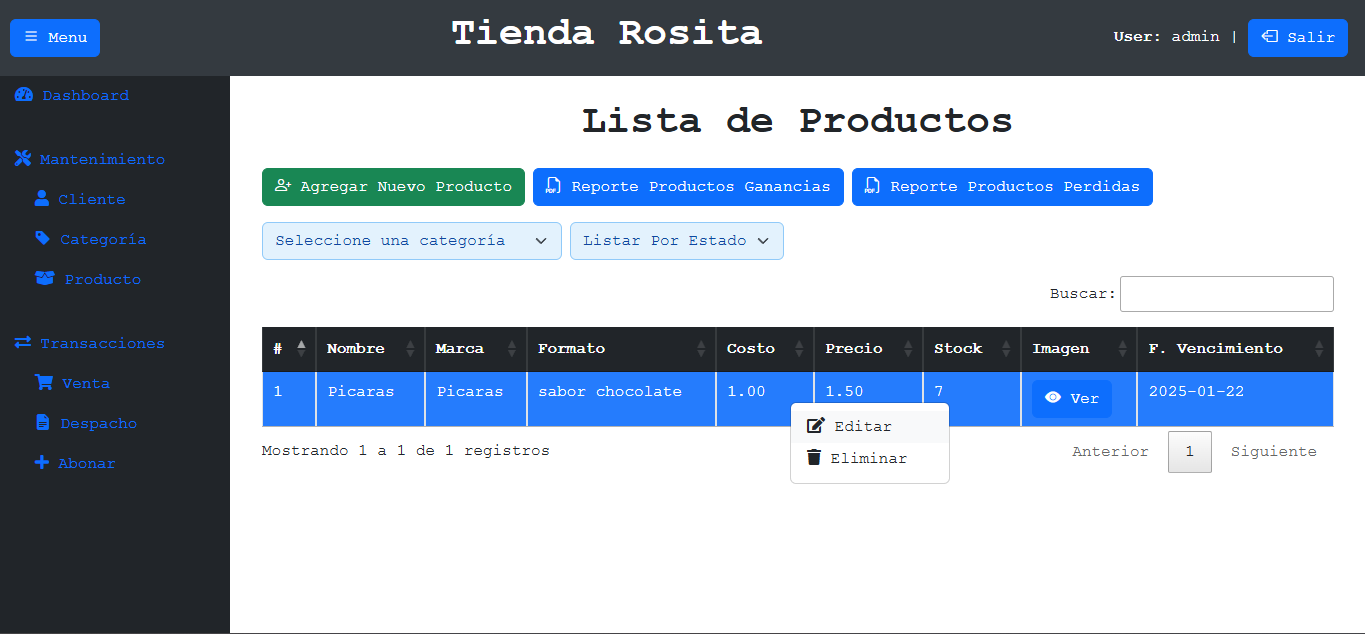 Menu
Tienda Rosita
User: admin |
Salir
Dashboard
Mantenimiento
Cliente
Categoría
Producto
Transacciones
Venta
Despacho
Abonar
Lista de Productos
Agregar Nuevo Producto
PDF Reporte Productos Ganancias
PDF Reporte Productos Perdidas
Seleccione una categoría
Listar Por Estado
Buscar:
# Nombre Marca Formato Costo Precio Stock Imagen F. Vencimiento
1 Picaras Picaras sabor chocolate 1.00 1.50 7 Ver 2025-01-22
Editar
Eliminar
Mostrando 1 a 1 de 1 registros
Anterior 1 Siguiente